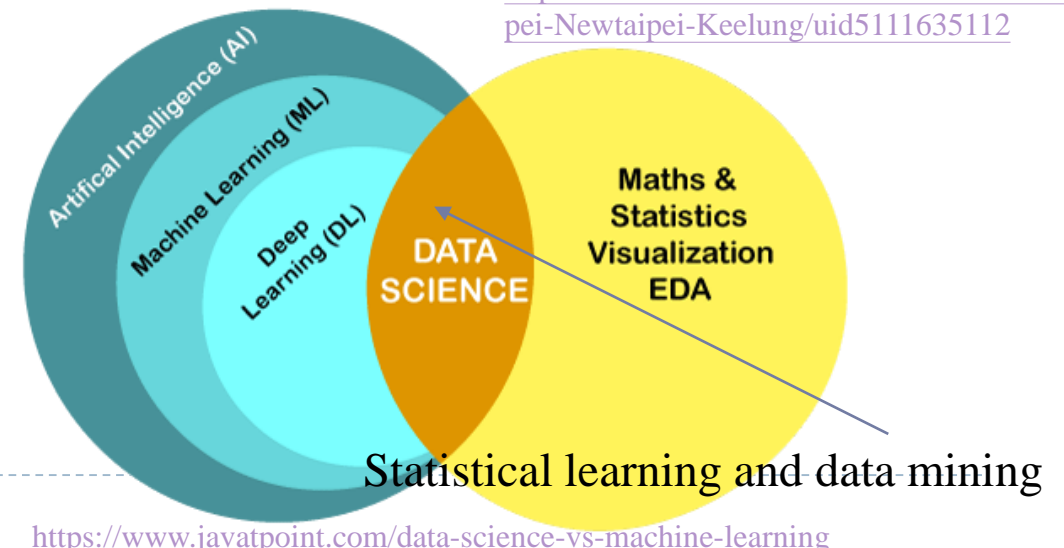 pei-Newtaipei-Keelung/uid5111635112
Artifical Intelligence (AI)
Machine Learning (ML)
Deep
Learning (DL)
DATA
SCIENCE
Maths &
Statistics
Visualization
EDA
Statistical learning and data mining
https://www.javatpoint.com/data-science-vs-machine-learning